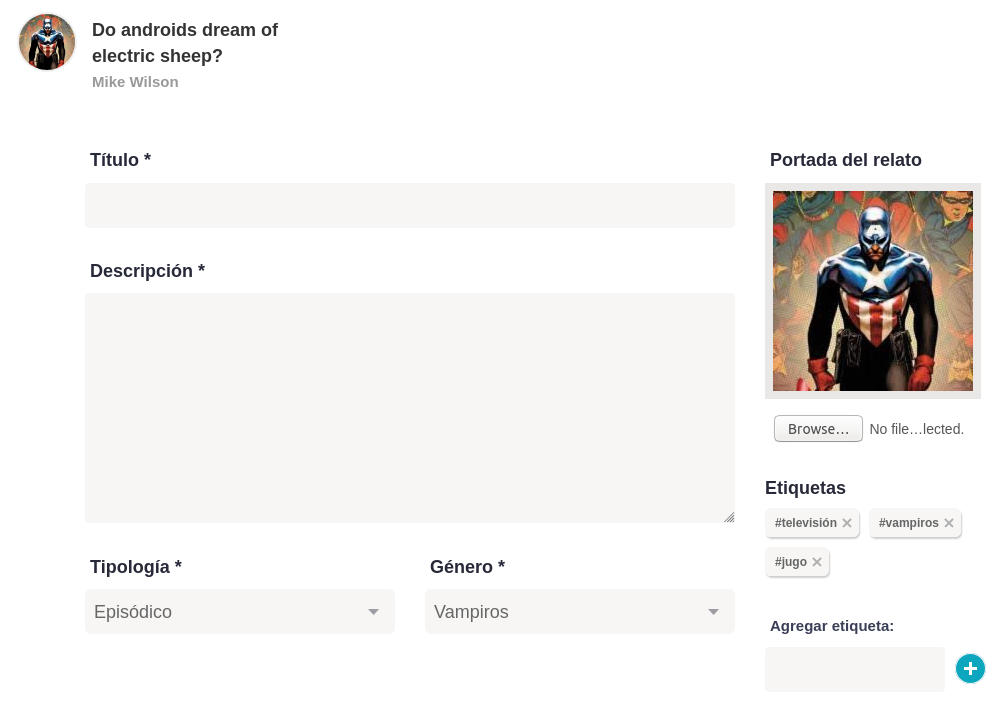 Do androids dream of
electric sheep?
Mike Wilson
Título *
Descripción *
Tipología *
Episódico
Género *
Vampiros
Portada del relato
Browse… No file…lected.
Etiquetas
#televisión #vampiros
#jugo
Agregar etiqueta: